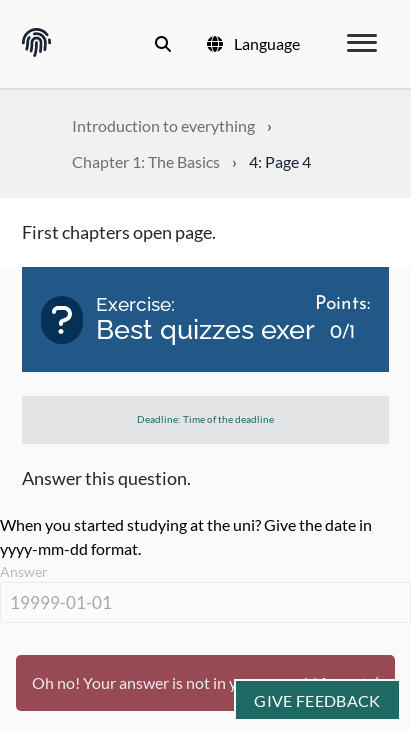 Language
Introduction to everything ›
Chapter 1: The Basics › 4: Page 4
First chapters open page.
?
Exercise:
Best quizzes exer
Points:
0/1
Deadline: Time of the deadline
Answer this question.
When you started studying at the uni? Give the date in
yyyy-mm-dd format.
Answer
19999-01-01
Oh no! Your answer is not in
GIVE FEEDBACK